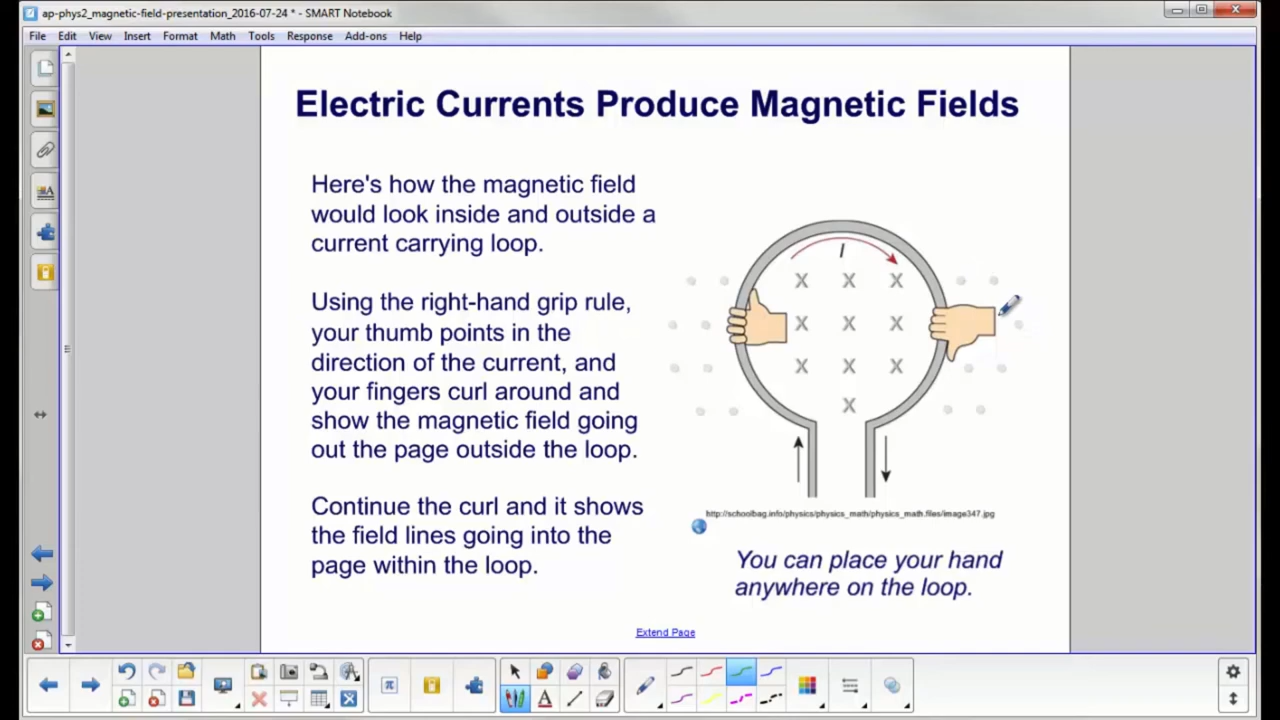 ap-phys2_magnetic-field-presentation_2016-07-24 * - SMART Notebook
File Edit View Insert Format Math Tools Response Add-ons Help
Electric Currents Produce Magnetic Fields
Here's how the magnetic field
would look inside and outside a
current carrying loop.
Using the right-hand grip rule,
your thumb points in the
direction of the current, and
your fingers curl around and
show the magnetic field going
out the page outside the loop.
Continue the curl and it shows
the field lines going into the
page within the loop.
I
X X X
X X X
X X X
X
http://schoolbag.info/physics/physics_math/physics_math.files/image347.jpg
You can place your hand
anywhere on the loop.
Extend Page